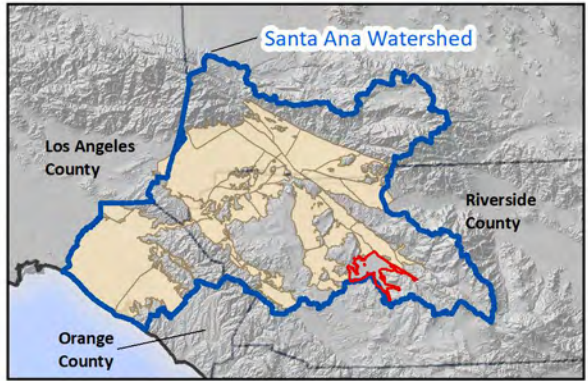 Santa Ana Watershed
Los Angeles
County
Riverside
County
Orange
County